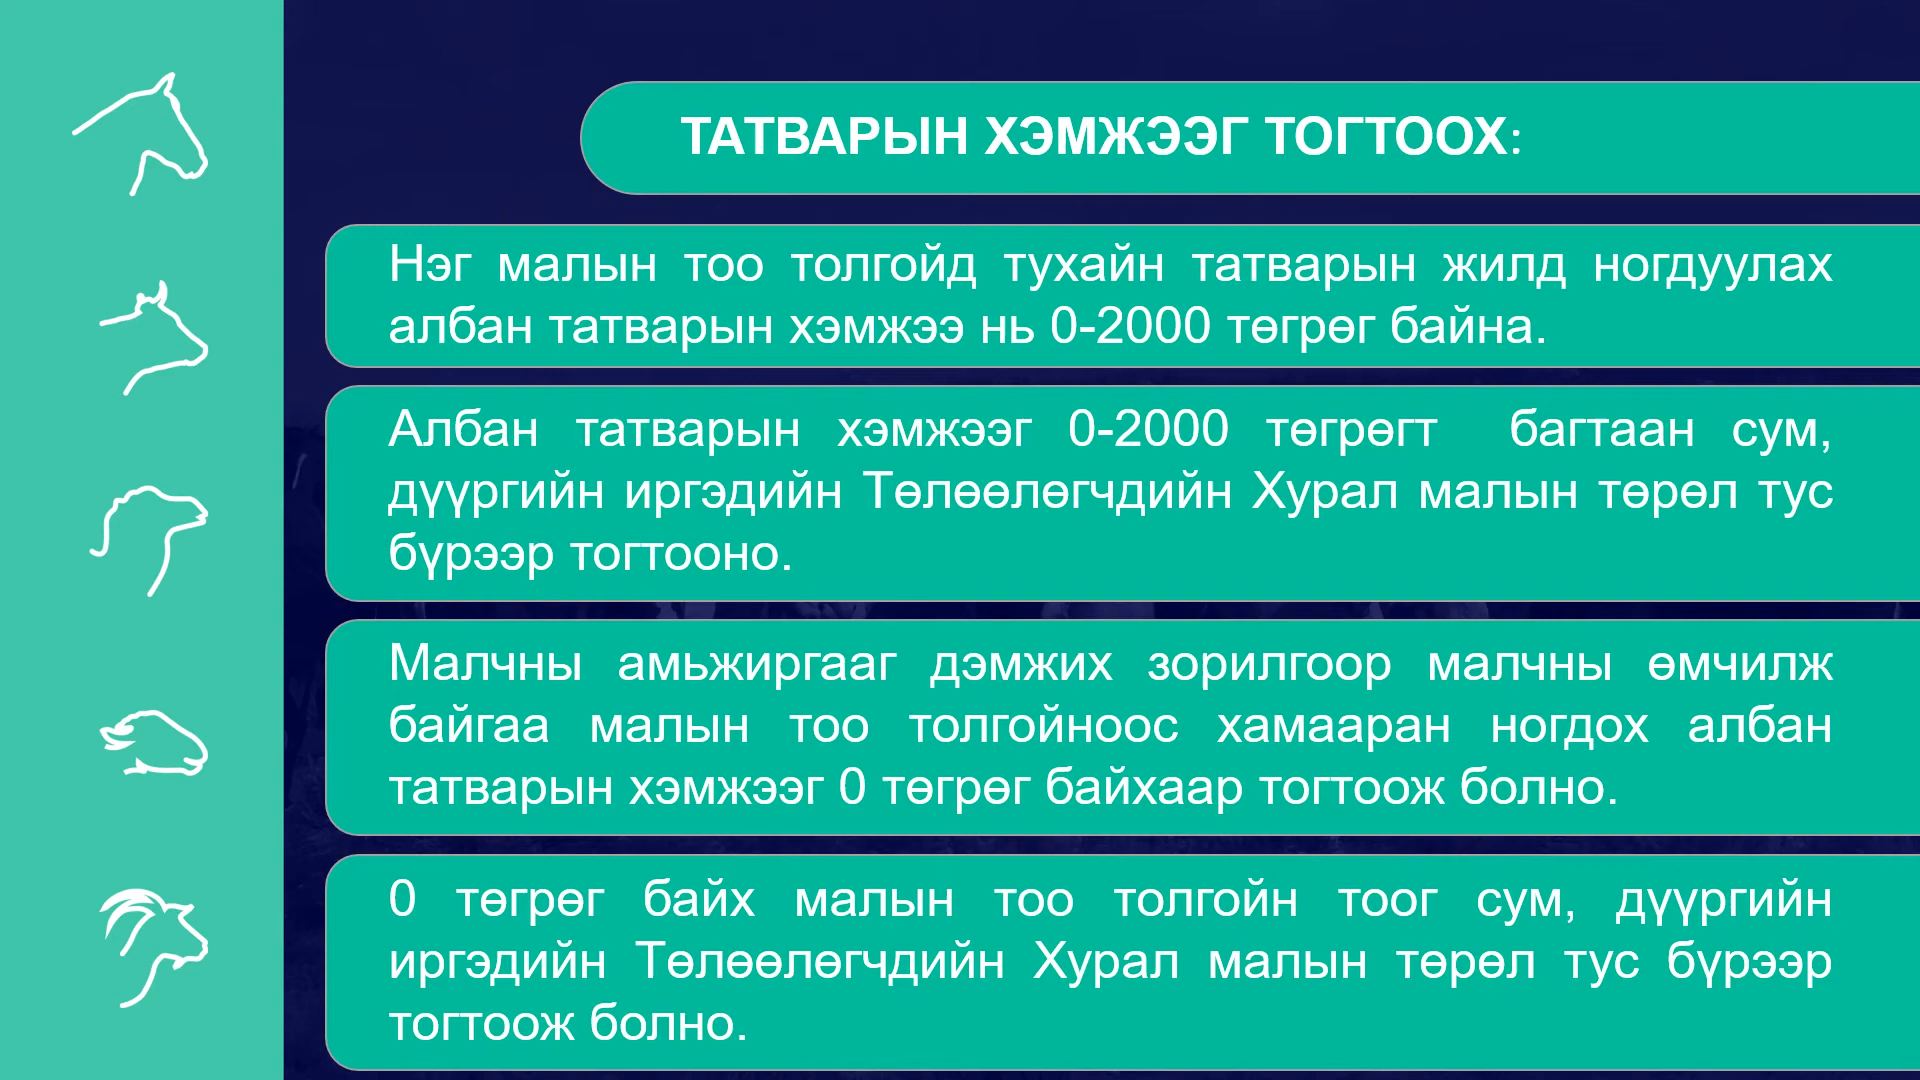 ТАТВАРЫН ХЭМЖЭЭГ ТОГТООХ:
Нэг малын тоо толгойд тухайн татварын жилд ногдуулах
албан татварын хэмжээ нь 0-2000 төгрөг байна.
Албан татварын хэмжээг 0-2000 төгрөгт багтаан сум,
дүүргийн иргэдийн Төлөөлөгчдийн Хурал малын төрөл тус
бүрээр тогтооно.
Малчны амьжиргааг дэмжих зорилгоор малчны өмчилж
байгаа малын тоо толгойноос хамааран ногдох албан
татварын хэмжээг 0 төгрөг байхаар тогтоож болно.
0 төгрөг байх малын тоо толгойн тоог сум, дүүргийн
иргэдийн Төлөөлөгчдийн Хурал малын төрөл тус бүрээр
тогтоож болно.